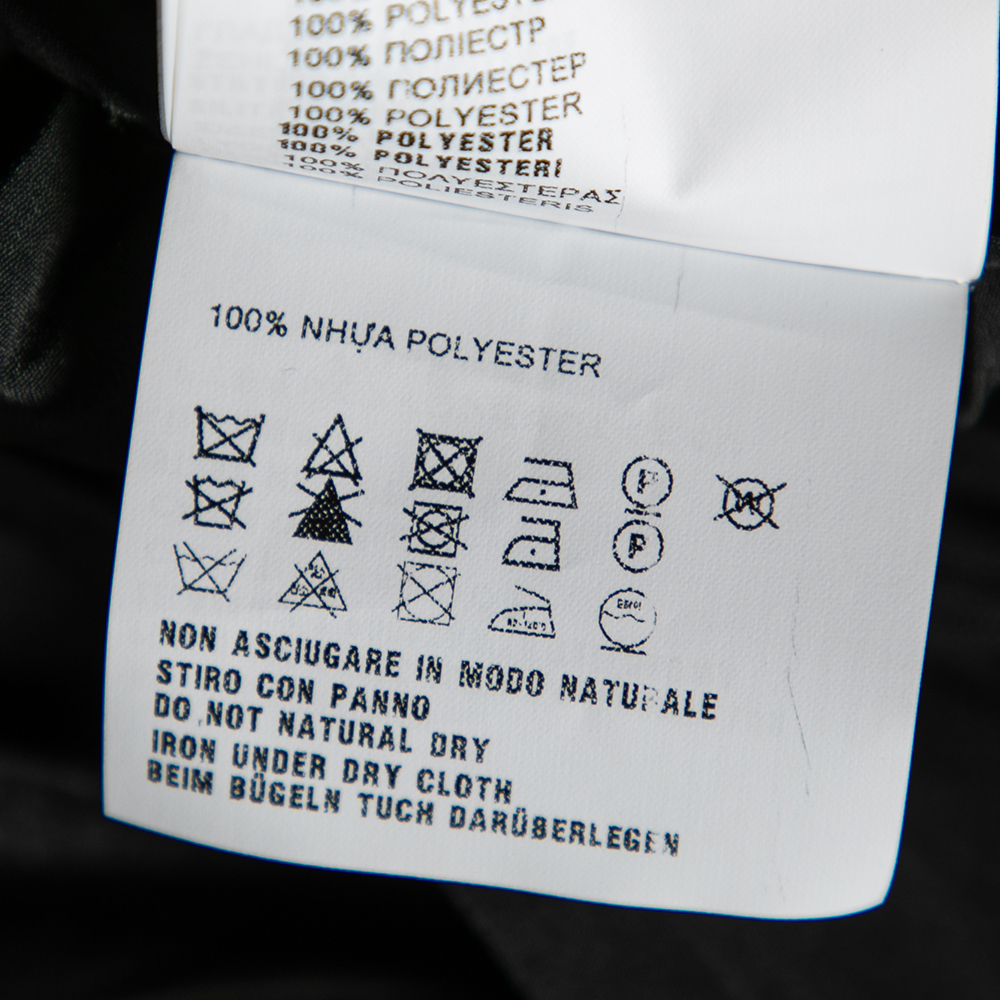 100% POLYESTE
100% ПОЛІЕСТР
100% ПОЛИЕСТЕР
100% POLYESTER
100% POLYESTER
100% POLYESTERI
100% ΠΟΛΥΕΣΤΕΡΑΣ
100% POLIESTERIS
100% NHỰA POLYESTER
P
M
P
NON ASCIUGARE IN MODO NATURALE
STIRO CON PANNO
DO NOT NATURAL DRY
IRON UNDER DRY CLOTH
BEIM BÜGELN TUCH DARÜBERLEGEN